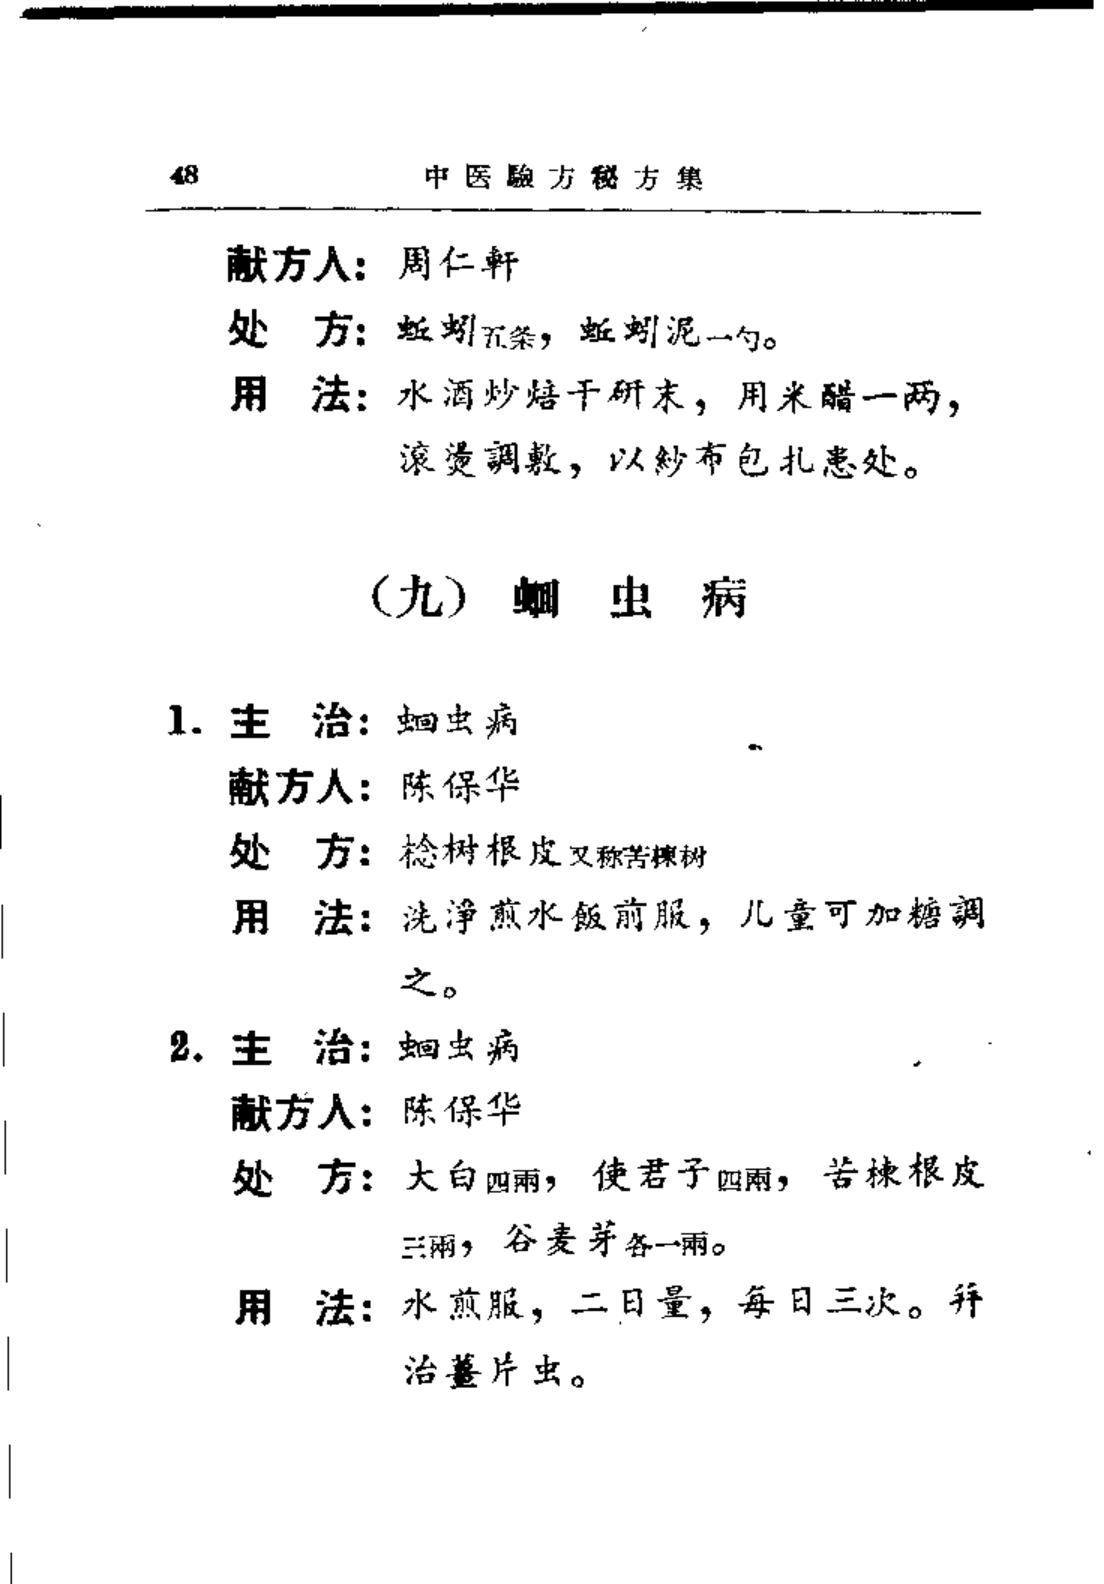 48 中医驗方秘方集
献方人：周仁軒
处　方：蚯蚓五条，蚯蚓泥一勺。
用　法：水酒炒焙干研末，用米醋一两，
滚燙調敷，以紗布包扎患处。
（九）蛔虫病
1. 主　治：蛔虫病
献方人：陈保华
处　方：棯树根皮又称苦楝树
用　法：洗淨煎水飯前服，儿童可加糖調
之。
2. 主　治：蛔虫病
献方人：陈保华
处　方：大白四兩，使君子四兩，苦楝根皮
三兩，谷麦芽各一兩。
用　法：水煎服，二日量，每日三次。幷
治薑片虫。